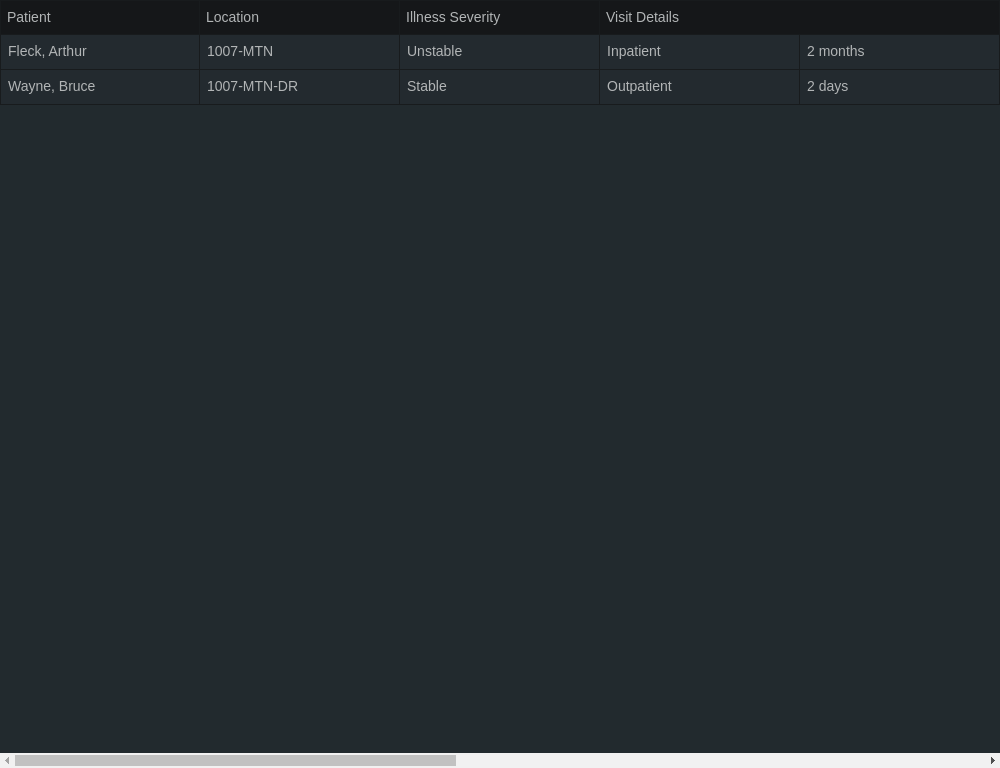 Patient Location Illness Severity Visit Details
Fleck, Arthur 1007-MTN Unstable Inpatient 2 months
Wayne, Bruce 1007-MTN-DR Stable Outpatient 2 days